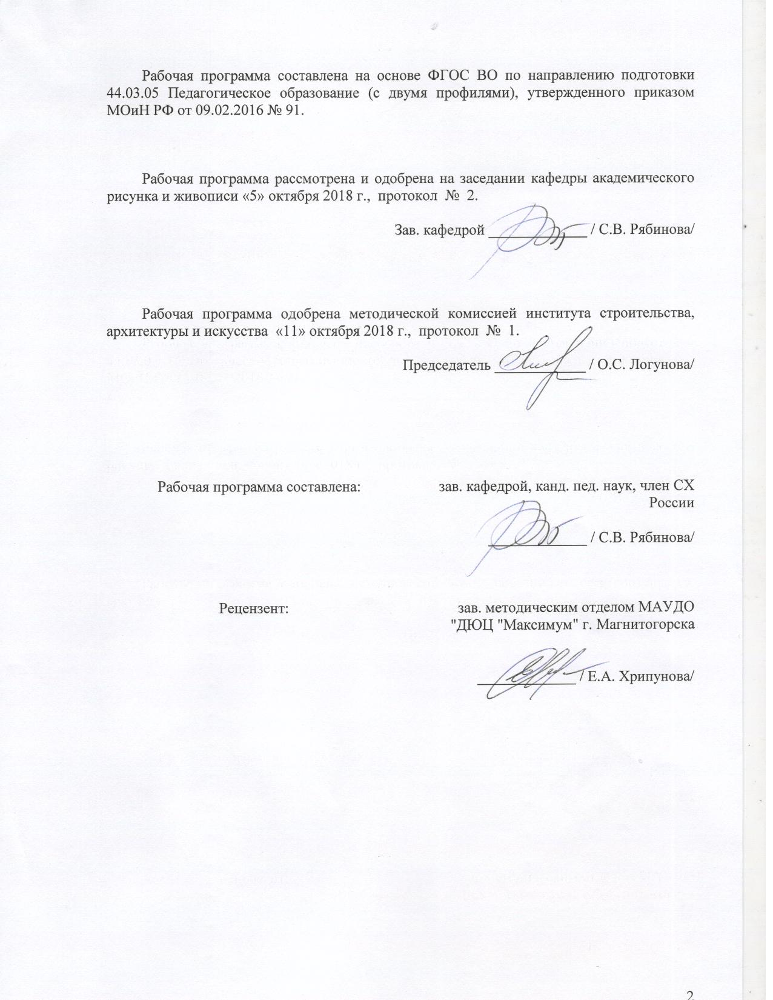 Рабочая программа составлена на основе ФГОС ВО по направлению подготовки
44.03.05 Педагогическое образование (с двумя профилями), утвержденного приказом
МОиН РФ от 09.02.2016 № 91.
Рабочая программа рассмотрена и одобрена на заседании кафедры академического
рисунка и живописи «5» октября 2018 г., протокол № 2.
Зав. кафедрой _____________ / С.В. Рябинова/
Рабочая программа одобрена методической комиссией института строительства,
архитектуры и искусства «11» октября 2018 г., протокол № 1.
Председатель ____________ / О.С. Логунова/
Рабочая программа составлена:
зав. кафедрой, канд. пед. наук, член СХ
России
_____________ / С.В. Рябинова/
Рецензент:
зав. методическим отделом МАУДО
"ДЮЦ "Максимум" г. Магнитогорска
_____________ / Е.А. Хрипунова/
2